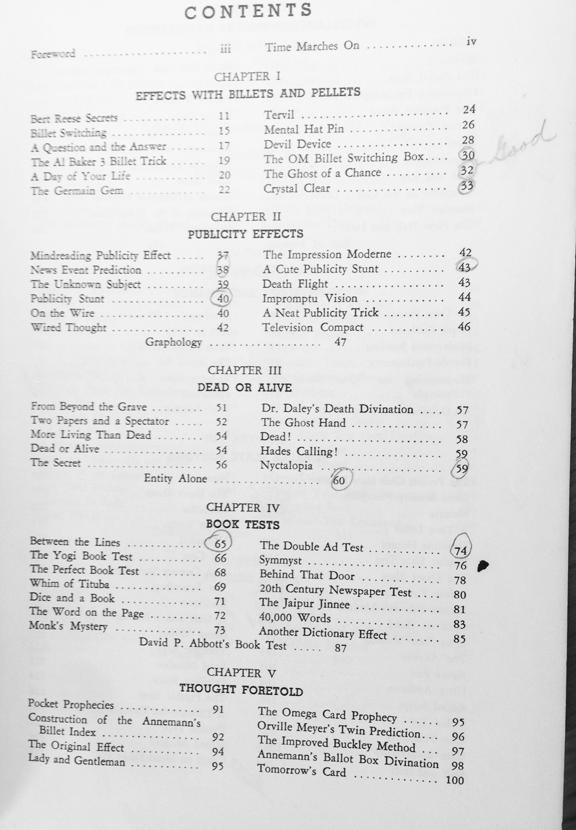 CONTENTS
Foreword ............ iii
Time Marches On ............. iv
CHAPTER I
EFFECTS WITH BILLETS AND PELLETS
Bert Reese Secrets ............ 11
Billet Switching ............ 15
A Question and the Answer ...... 17
The Al Baker 3 Billet Trick ...... 19
A Day of Your Life ............ 20
The Germain Gem ............ 22
Tervil ............ 24
Mental Hat Pin ............ 26
Devil Device ............ 28
The OM Billet Switching Box.... 30
The Ghost of a Chance .......... 32
Crystal Clear ............ 33
Good
CHAPTER II
PUBLICITY EFFECTS
Mindreading Publicity Effect ..... 37
News Event Prediction .......... 38
The Unknown Subject .......... 39
Publicity Stunt ............ 40
On the Wire ............ 40
Wired Thought ............ 42
The Impression Moderne ........ 42
A Cute Publicity Stunt .......... 43
Death Flight ............ 43
Impromptu Vision ............ 44
A Neat Publicity Trick .......... 45
Television Compact ............ 46
Graphology .................. 47
CHAPTER III
DEAD OR ALIVE
From Beyond the Grave ......... 51
Two Papers and a Spectator ..... 52
More Living Than Dead ........ 54
Dead or Alive ............ 54
The Secret ............ 56
Dr. Daley's Death Divination .... 57
The Ghost Hand ............ 57
Dead! ............ 58
Hades Calling! ............ 59
Nyctalopia ............ 59
Entity Alone .................. 60
CHAPTER IV
BOOK TESTS
Between the Lines ............ 65
The Yogi Book Test ........... 66
The Perfect Book Test .......... 68
Whim of Tituba ............ 69
Dice and a Book ............ 71
The Word on the Page .......... 72
Monk's Mystery ............ 73
The Double Ad Test ............ 74
Symmyst ............ 76
Behind That Door ............ 78
20th Century Newspaper Test .... 80
The Jaipur Jinnee ............ 81
40,000 Words ............ 83
Another Dictionary Effect ........ 85
David P. Abbott's Book Test ..... 87
CHAPTER V
THOUGHT FORETOLD
Pocket Prophecies ............ 91
Construction of the Annemann's
Billet Index ............ 92
The Original Effect ............ 94
Lady and Gentleman ........... 95
The Omega Card Prophecy ...... 95
Orville Meyer's Twin Prediction... 96
The Improved Buckley Method ... 97
Annemann's Ballot Box Divination 98
Tomorrow's Card ............ 100